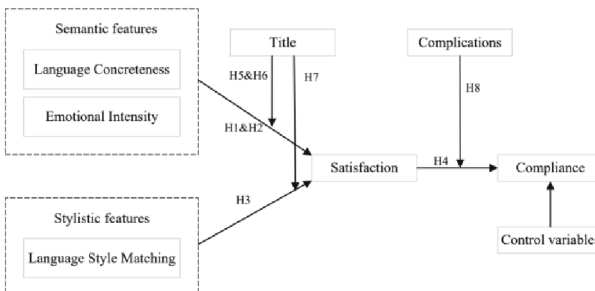 Semantic features
Language Concreteness
Emotional Intensity
Title
Complications
H5&H6
H7
H8
H1&H2
Satisfaction
H4
Compliance
H3
Stylistic features
Language Style Matching
Control variables